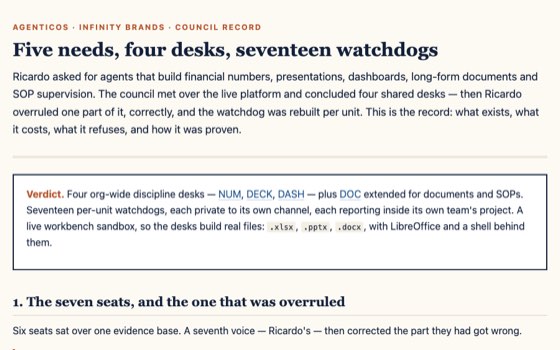 AGENTICOS · INFINITY BRANDS · COUNCIL RECORD
Five needs, four desks, seventeen watchdogs
Ricardo asked for agents that build financial numbers, presentations, dashboards, long-form documents and
SOP supervision. The council met over the live platform and concluded four shared desks — then Ricardo
overruled one part of it, correctly, and the watchdog was rebuilt per unit. This is the record: what exists, what
it costs, what it refuses, and how it was proven.
Verdict. Four org-wide discipline desks — NUM, DECK, DASH — plus DOC extended for documents and SOPs.
Seventeen per-unit watchdogs, each private to its own channel, each reporting inside its own team's project. A
live workbench sandbox, so the desks build real files: .xlsx, .pptx, .docx, with LibreOffice and a shell behind
them.
1. The seven seats, and the one that was overruled
Six seats sat over one evidence base. A seventh voice — Ricardo's — then corrected the part they had got wrong.